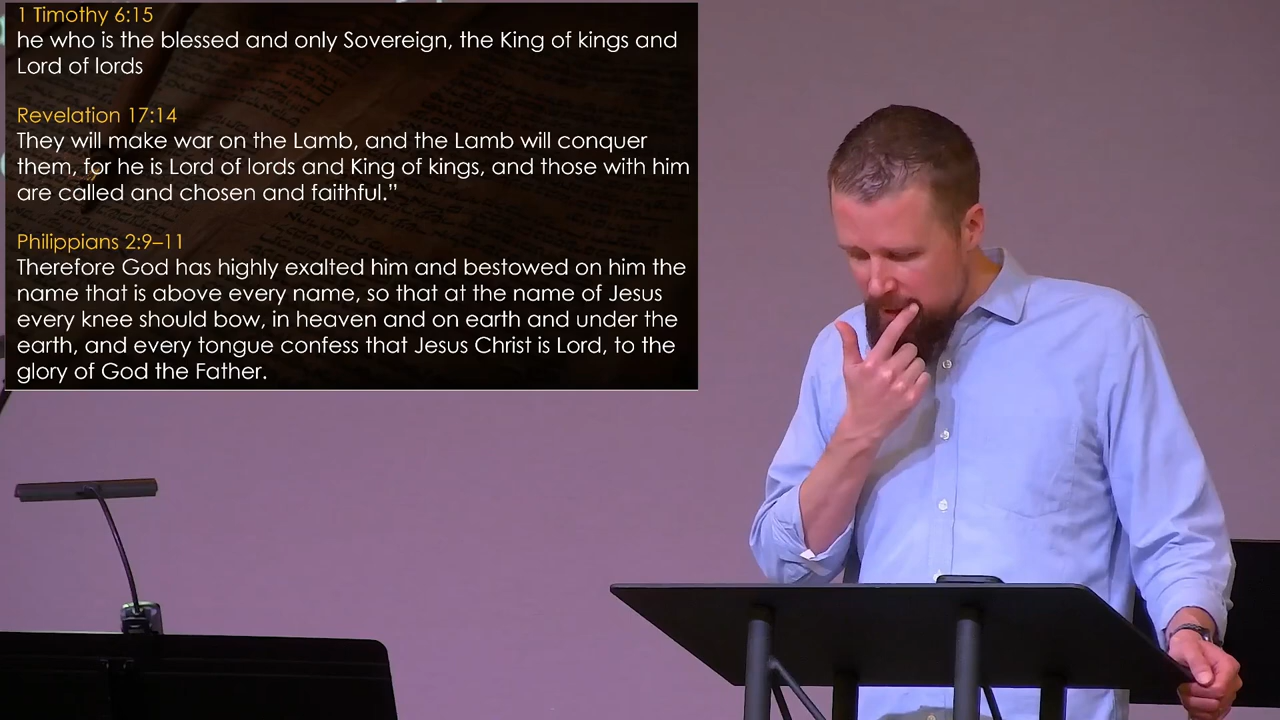 1 Timothy 6:15
he who is the blessed and only Sovereign, the King of kings and
Lord of lords
Revelation 17:14
They will make war on the Lamb, and the Lamb will conquer
them, for he is Lord of lords and King of kings, and those with him
are called and chosen and faithful.”
Philippians 2:9–11
Therefore God has highly exalted him and bestowed on him the
name that is above every name, so that at the name of Jesus
every knee should bow, in heaven and on earth and under the
earth, and every tongue confess that Jesus Christ is Lord, to the
glory of God the Father.